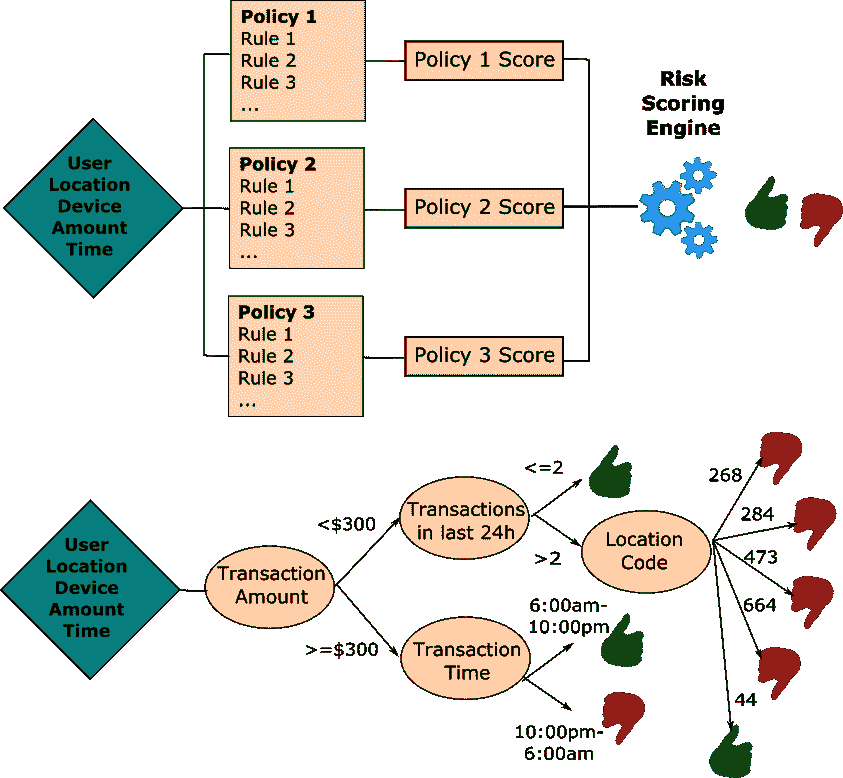 Policy 1
Rule 1
Rule 2
Rule 3
...
Policy 1 Score
Risk
Scoring
Engine
User
Location
Device
Amount
Time
Policy 2
Rule 1
Rule 2
Rule 3
...
Policy 2 Score
Policy 3
Rule 1
Rule 2
Rule 3
...
Policy 3 Score
User
Location
Device
Amount
Time
Transaction
Amount
<$300
>=$300
Transactions
in last 24h
<=2
>2
Location
Code
268
284
473
664
44
Transaction
Time
6:00am-
10:00pm
10:00pm-
6:00am